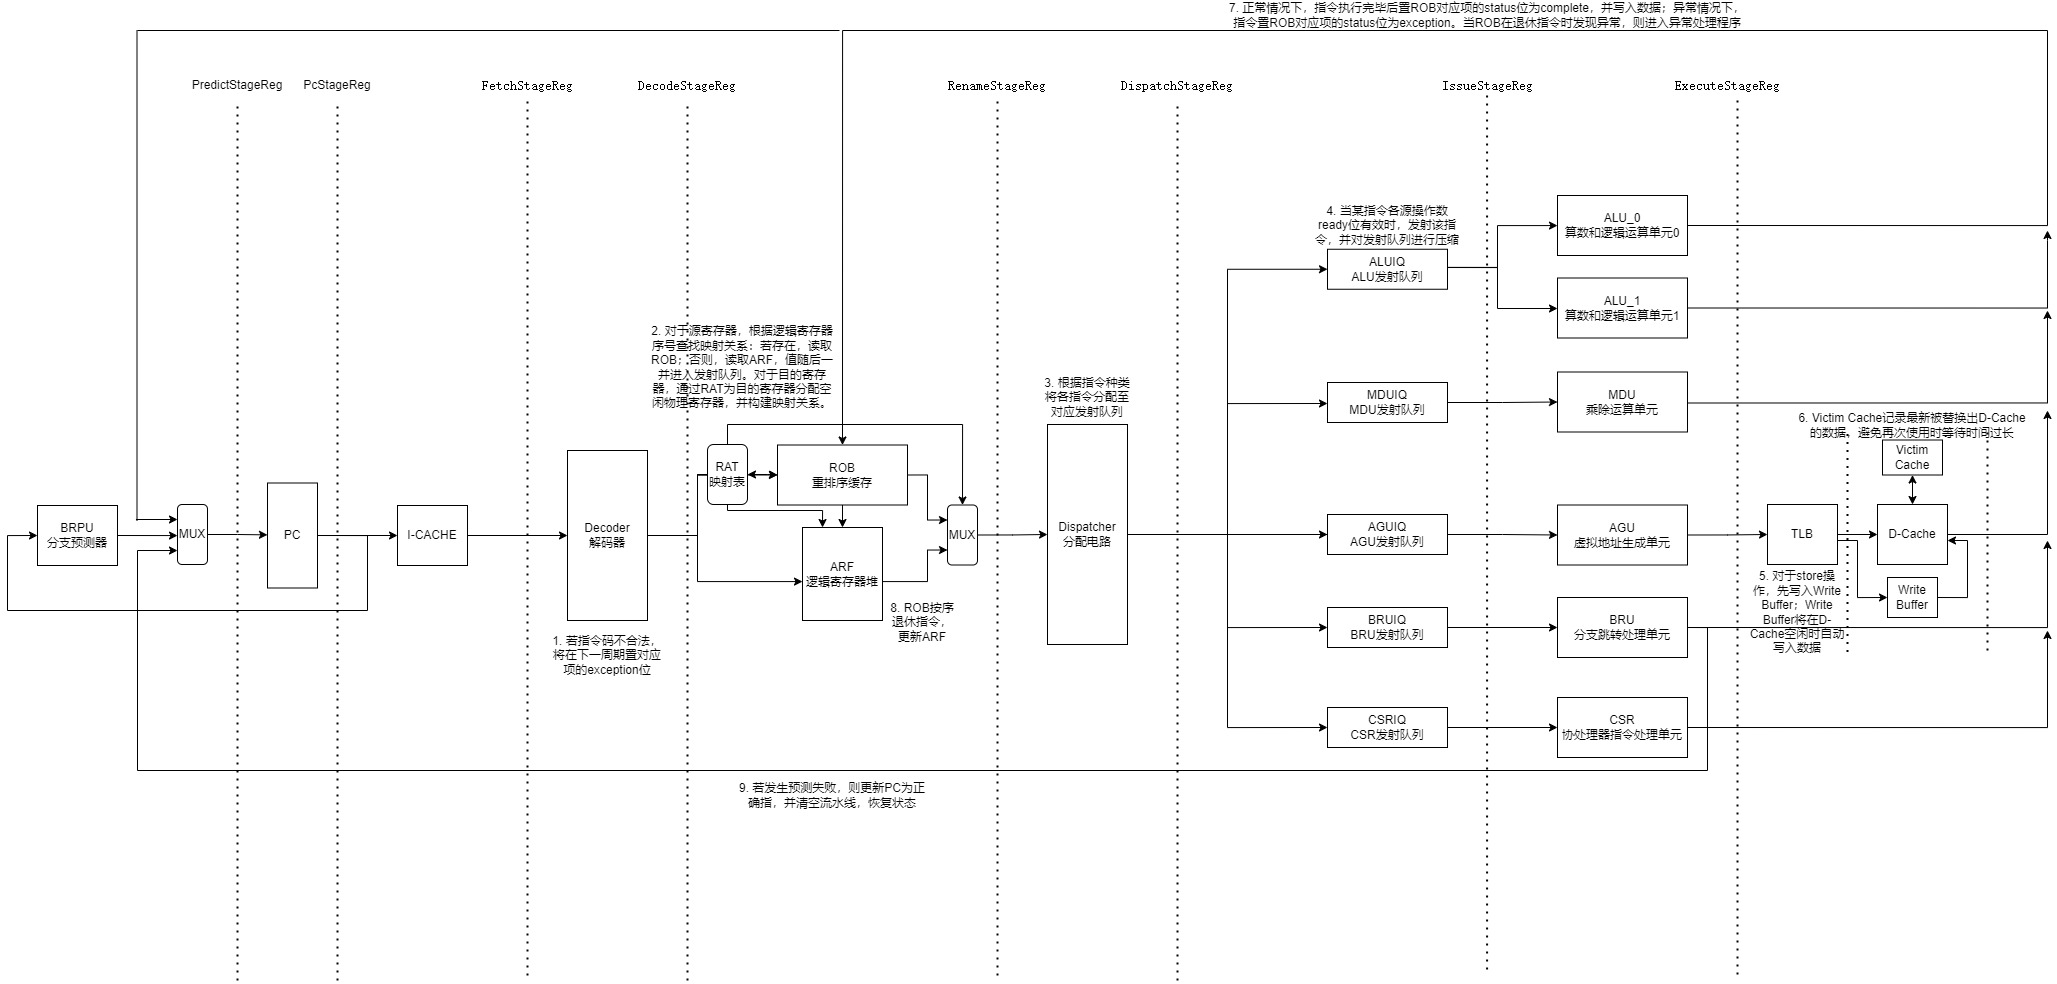 7. 正常情况下，指令执行完毕后置ROB对应项的status位为complete，并写入数据；异常情况下，
指令置ROB对应项的status位为exception。当ROB在退休指令时发现异常，则进入异常处理程序
PredictStageReg
PcStageReg
FetchStageReg
DecodeStageReg
RenameStageReg
DispatchStageReg
IssueStageReg
ExecuteStageReg
BRPU
分支预测器
MUX
PC
I-CACHE
Decoder
解码器
1. 若指令码不合法，
将在下一周期置对应
项的exception位
2. 对于源寄存器，根据逻辑寄存器
序号查找映射关系：若存在，读取
ROB；否则，读取ARF，值随后一
并进入发射队列。对于目的寄存
器，通过RAT为目的寄存器分配空
闲物理寄存器，并构建映射关系。
RAT
映射表
ROB
重排序缓存
ARF
逻辑寄存器堆
8. ROB按序
退休指令，
更新ARF
MUX
3. 根据指令种类
将各指令分配至
对应发射队列
Dispatcher
分配电路
4. 当某指令各源操作数
ready位有效时，发射该指
令，并对发射队列进行压缩
ALUIQ
ALU发射队列
MDUIQ
MDU发射队列
AGUIQ
AGU发射队列
BRUIQ
BRU发射队列
CSRIQ
CSR发射队列
ALU_0
算数和逻辑运算单元0
ALU_1
算数和逻辑运算单元1
MDU
乘除运算单元
AGU
虚拟地址生成单元
BRU
分支跳转处理单元
CSR
协处理器指令处理单元
TLB
5. 对于store操
作，先写入Write
Buffer；Write
Buffer将在D-
Cache空闲时自动
写入数据
6. Victim Cache记录最新被替换出D-Cache
的数据，避免再次使用时等待时间过长
Victim
Cache
D-Cache
Write
Buffer
9. 若发生预测失败，则更新PC为正
确指，并清空流水线，恢复状态